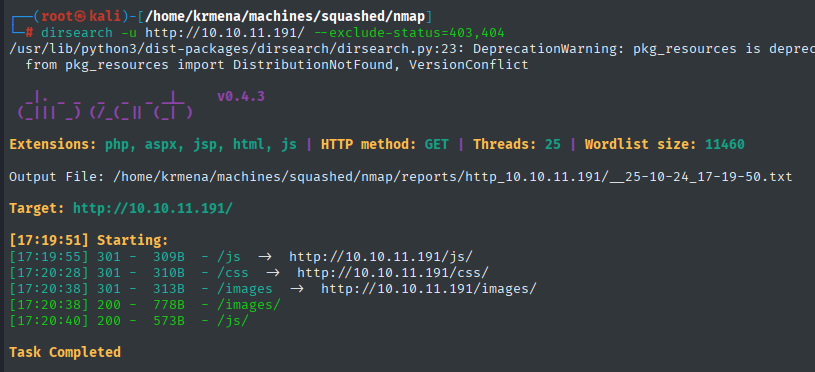 ┌──(root㉿kali)-[/home/krmena/machines/squashed/nmap]
└─# dirsearch -u http://10.10.11.191/ --exclude-status=403,404
/usr/lib/python3/dist-packages/dirsearch/dirsearch.py:23: DeprecationWarning: pkg_resources is deprec
  from pkg_resources import DistributionNotFound, VersionConflict
  _|. _ _  _  _  _ _|_    v0.4.3
 (_||| _) (/_(_|| (_| )
Extensions: php, aspx, jsp, html, js | HTTP method: GET | Threads: 25 | Wordlist size: 11460
Output File: /home/krmena/machines/squashed/nmap/reports/http_10.10.11.191/__25-10-24_17-19-50.txt
Target: http://10.10.11.191/
[17:19:51] Starting:
[17:19:55] 301 -  309B  - /js  ->  http://10.10.11.191/js/
[17:20:28] 301 -  310B  - /css  ->  http://10.10.11.191/css/
[17:20:38] 301 -  313B  - /images  ->  http://10.10.11.191/images/
[17:20:38] 200 -  778B  - /images/
[17:20:40] 200 -  573B  - /js/
Task Completed